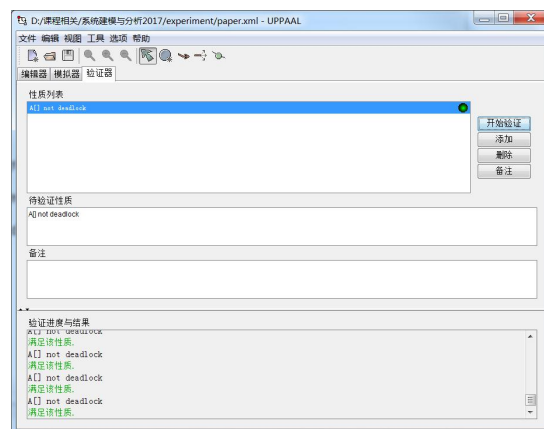 D:/课程相关/系统建模与分析2017/experiment/paper.xml - UPPAAL
文件 编辑 视图 工具 选项 帮助
编辑器 模拟器 验证器
性质列表
A[] not deadlock
开始验证
添加
删除
备注
待验证性质
A[] not deadlock
备注
验证进度与结果
A[] not deadlock
满足该性质.
A[] not deadlock
满足该性质.
A[] not deadlock
满足该性质.
A[] not deadlock
满足该性质.